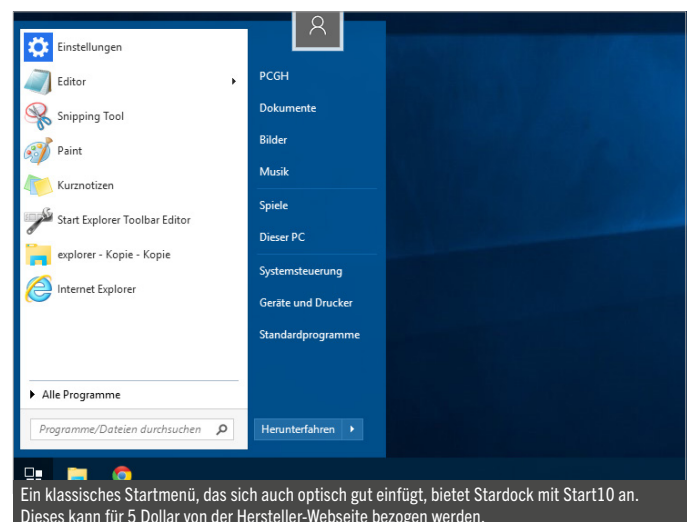 Einstellungen
Editor
Snipping Tool
Paint
Kurznotizen
Start Explorer Toolbar Editor
explorer - Kopie - Kopie
Internet Explorer
Alle Programme
Programme/Dateien durchsuchen
PCGH
Dokumente
Bilder
Musik
Spiele
Dieser PC
Systemsteuerung
Geräte und Drucker
Standardprogramme
Herunterfahren
Ein klassisches Startmenü, das sich auch optisch gut einfügt, bietet Stardock mit Start10 an.
Dieses kann für 5 Dollar von der Hersteller-Webseite bezogen werden.